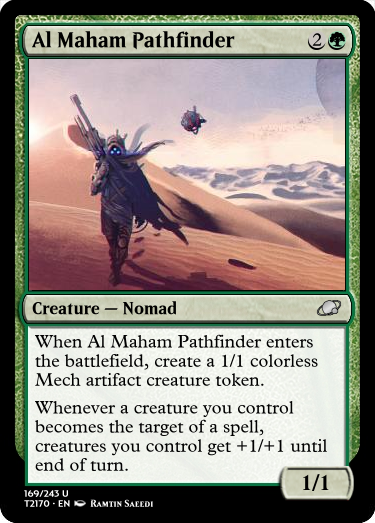 Al Maham Pathfinder 2
Creature — Nomad
When Al Maham Pathfinder enters
the battlefield, create a 1/1 colorless
Mech artifact creature token.
Whenever a creature you control
becomes the target of a spell,
creatures you control get +1/+1 until
end of turn.
1/1
169/243 U
T2170 · EN Ramtin Saeedi